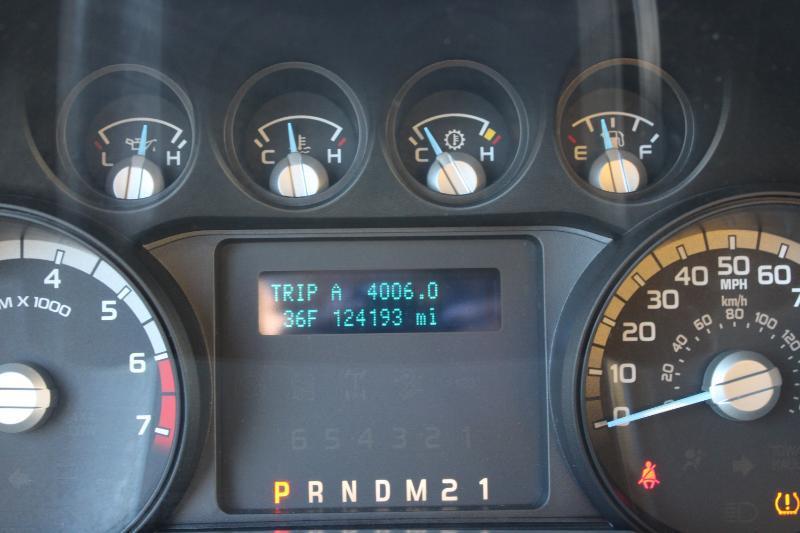 L H
C H
C H
E F
4
5
6
7
M X 1000
TRIP A 4006.0
36F 124193 mi
6 5 4 3 2 1
P R N D M 2 1
0
10
20
30
40
50
60
MPH
km/h
20
40
60
80
100
120